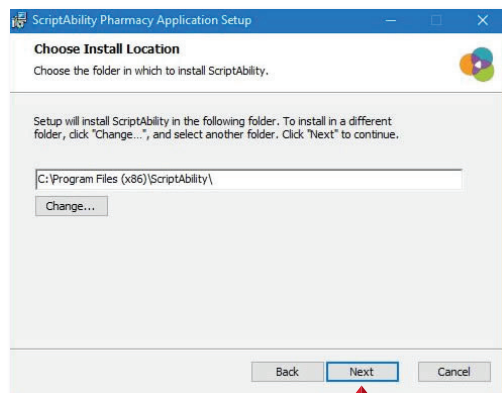 ScriptAbility Pharmacy Application Setup
Choose Install Location
Choose the folder in which to install ScriptAbility.
Setup will install ScriptAbility in the following folder. To install in a different
folder, click "Change...", and select another folder. Click "Next" to continue.
C:\Program Files (x86)\ScriptAbility\
Change...
Back Next Cancel